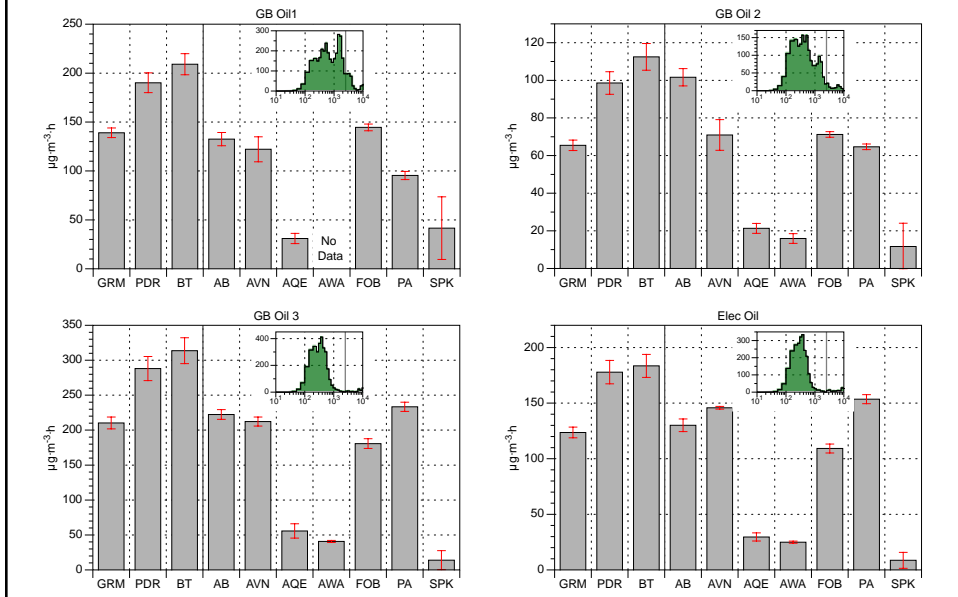 GB Oil1
µg·m⁻³·h
250
200
150
100
50
0
300
200
100
0
10¹ 10² 10³ 10⁴
No
Data
GRM PDR BT AB AVN AQE AWA FOB PA SPK
GB Oil 2
µg·m⁻³·h
120
100
80
60
40
20
0
150
100
50
0
10¹ 10² 10³ 10⁴
GRM PDR BT AB AVN AQE AWA FOB PA SPK
GB Oil 3
µg·m⁻³·h
350
300
250
200
150
100
50
0
400
200
0
10¹ 10² 10³ 10⁴
GRM PDR BT AB AVN AQE AWA FOB PA SPK
Elec Oil
µg·m⁻³·h
200
150
100
50
0
300
200
100
0
10¹ 10² 10³ 10⁴
GRM PDR BT AB AVN AQE AWA FOB PA SPK